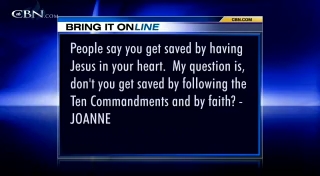 CBN.COM
CBN.COM
BRING IT ONLINE
People say you get saved by having
Jesus in your heart.  My question is,
don't you get saved by following the
Ten Commandments and by faith? -
JOANNE